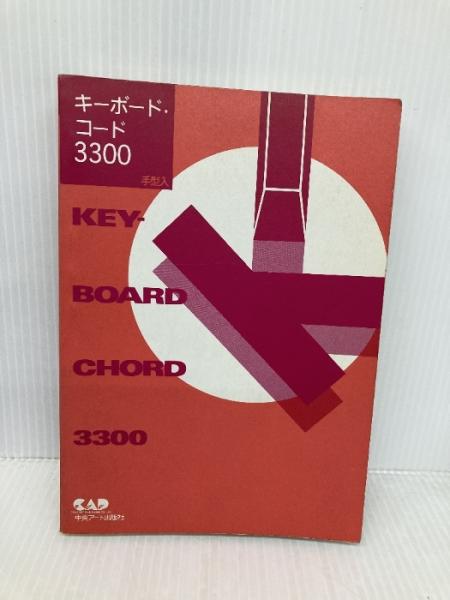 キーボード・
コード
3300
手型入
KEY-
BOARD
CHORD
3300
CAP
中央アート出版社